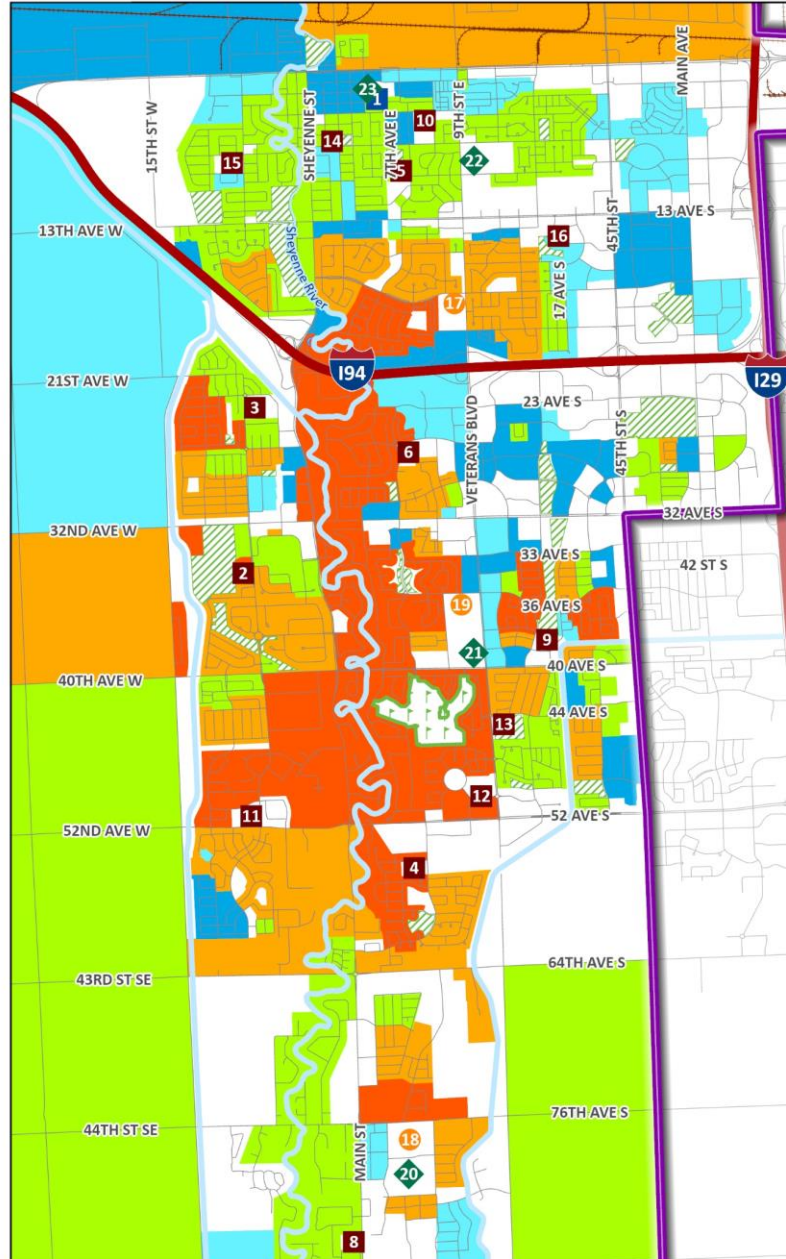 MAIN AVE
23
1
9TH ST E
15TH ST W
SHEYENNE ST
7TH AVE E
10
14
15
5
22
45TH ST
13 AVE S
13TH AVE W
Sheyenne River
16
17 AVE S
17
I94
I29
21ST AVE W
3
23 AVE S
VETERANS BLVD
45TH ST S
6
32ND AVE W
32 AVE S
33 AVE S
42 ST S
2
36 AVE S
19
9
21
40 AVE S
40TH AVE W
44 AVE S
13
12
11
52 AVE S
52ND AVE W
4
64TH AVE S
43RD ST SE
76TH AVE S
44TH ST SE
MAIN ST
18
20
8